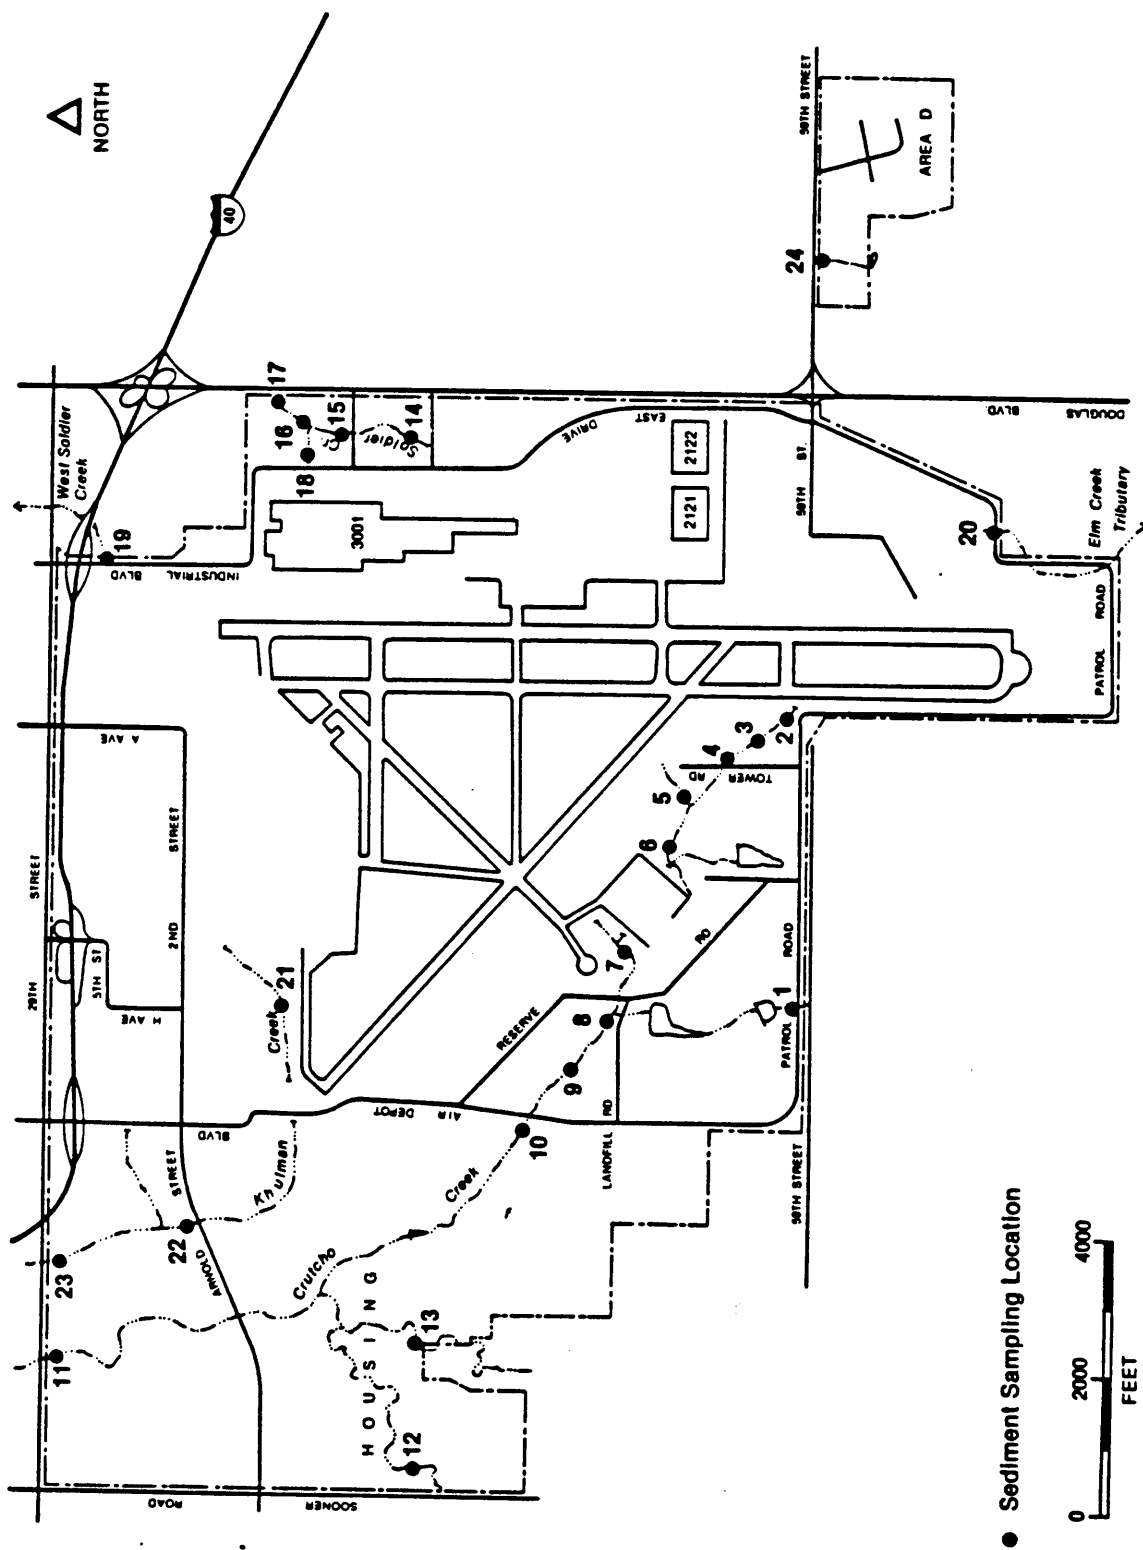 NORTH
40
29TH STREET
West Soldier
Creek
19
INDUSTRIAL BLVD
A AVE
2ND STREET
5TH ST
H AVE
BLVD
AIR DEPOT
17
16
15
14
18
Cr
Soldier
3001
EAST DRIVE
2121
2122
50TH STREET
AREA D
24
DOUGLAS BLVD
59TH ST
20
Elm Creek
Tributary
PATROL ROAD
2
3
4
TOWER RD
5
6
7
8
9
10
RESERVE RD
LANDFILL RD
PATROL ROAD
1
59TH STREET
21
Creek
Khulman
22
23
ARNOLD STREET
11
Crutcho Creek
HOUSING
12
13
SOONER ROAD
Sediment Sampling Location
0 2000 4000
FEET